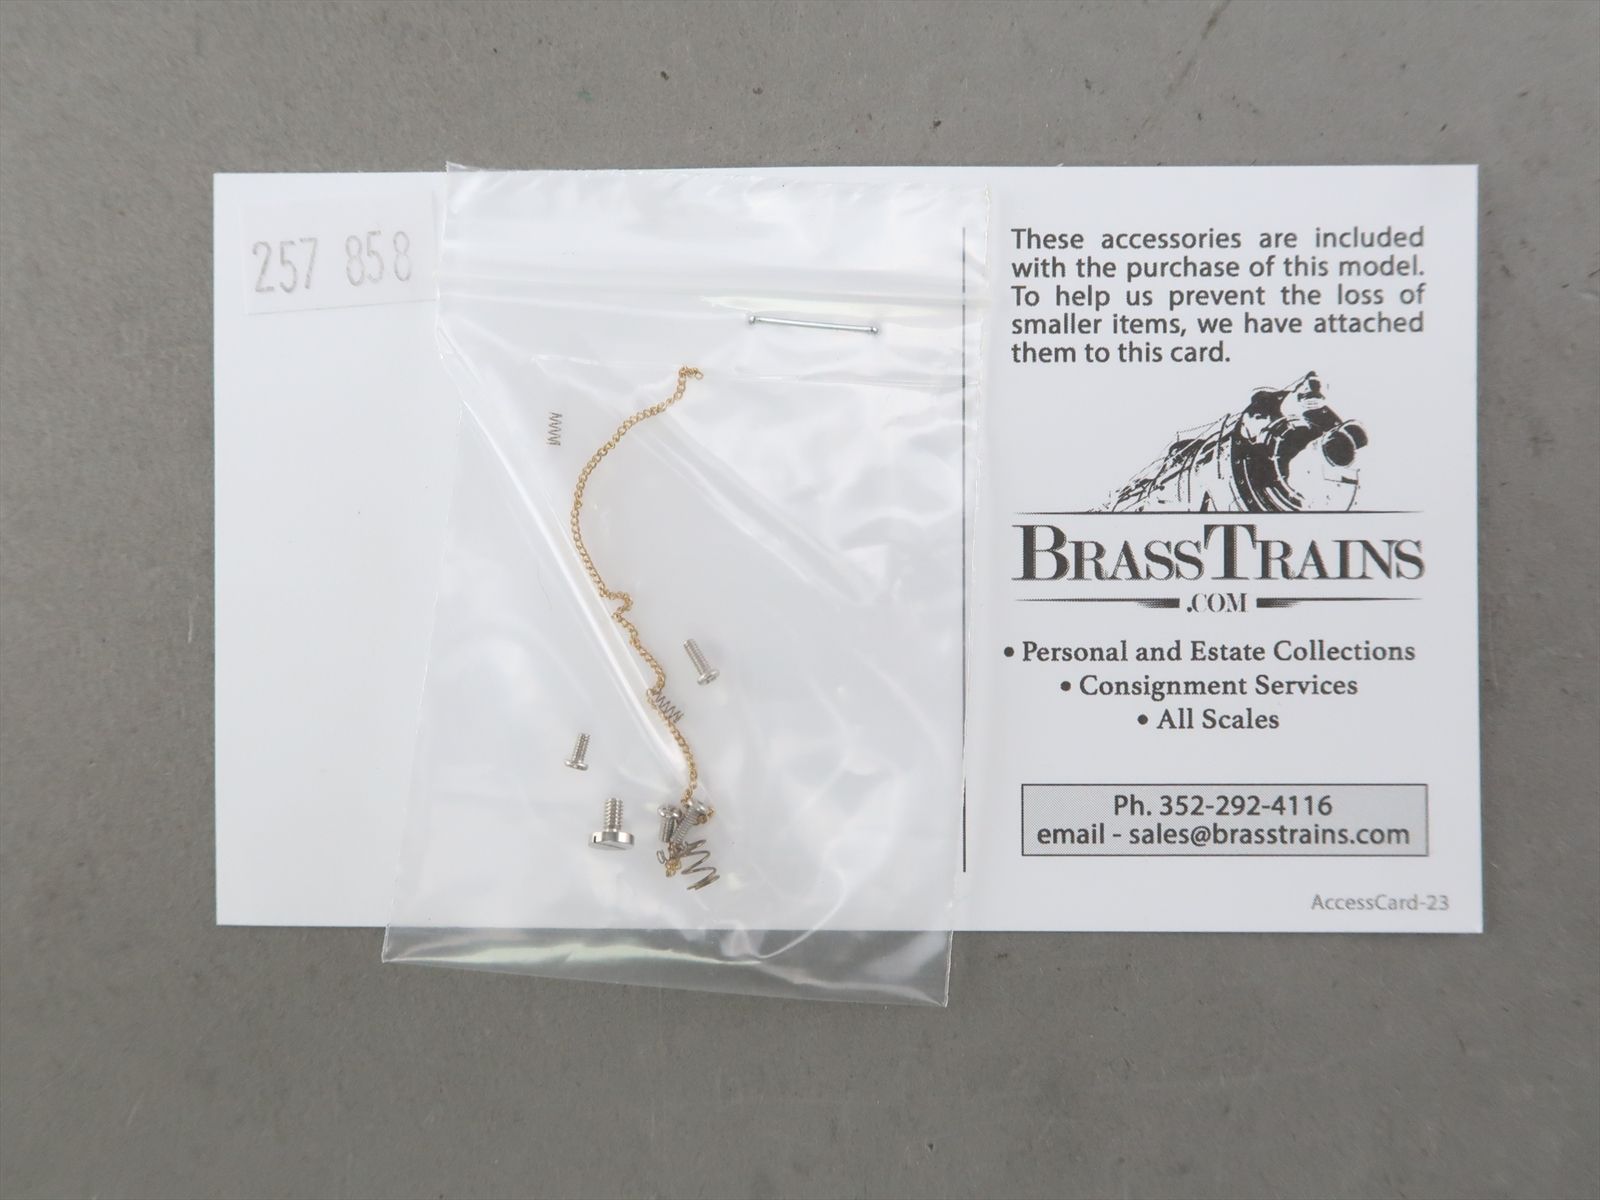 257 858
These accessories are included
with the purchase of this model.
To help us prevent the loss of
smaller items, we have attached
them to this card.
BRASSTRAINS
.COM
• Personal and Estate Collections
• Consignment Services
• All Scales
Ph. 352-292-4116
email - sales@brasstrains.com
AccessCard-23